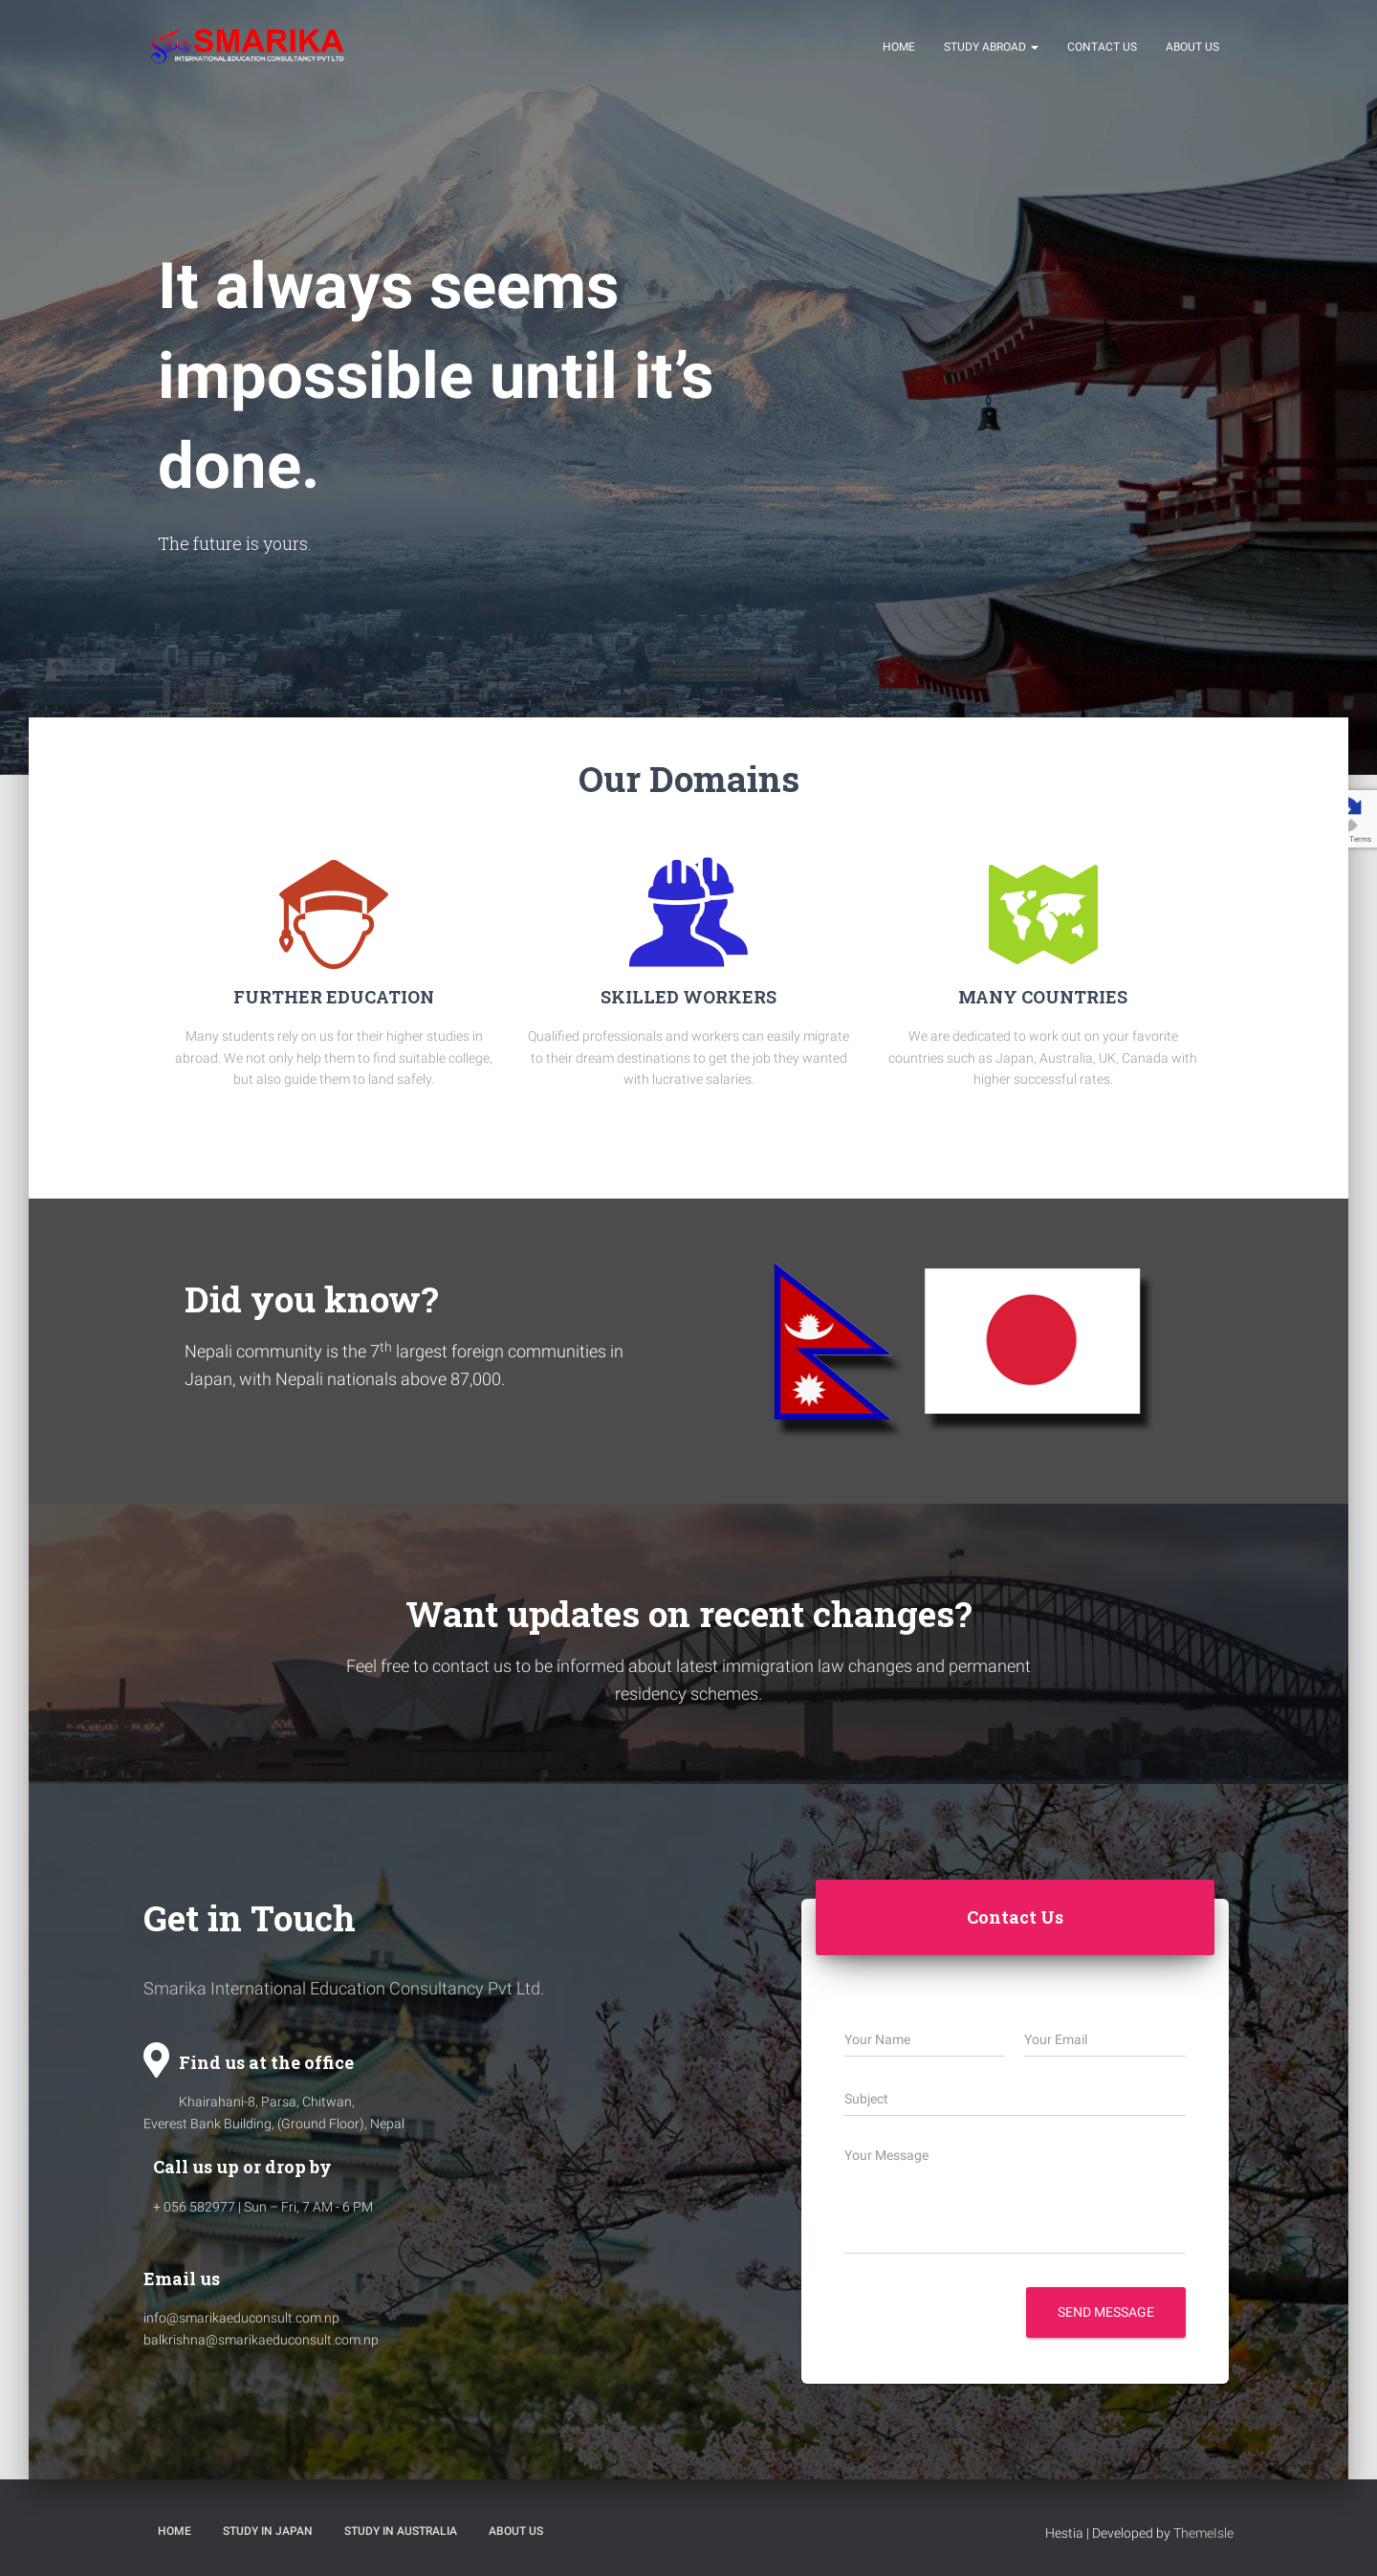 SMARIKA
INTERNATIONAL EDUCATION CONSULTANCY PVT LTD
HOME
STUDY ABROAD
CONTACT US
ABOUT US
It always seems
impossible until it’s
done.
The future is yours.
Terms
Our Domains
FURTHER EDUCATION
Many students rely on us for their higher studies in
abroad. We not only help them to find suitable college,
but also guide them to land safely.
SKILLED WORKERS
Qualified professionals and workers can easily migrate
to their dream destinations to get the job they wanted
with lucrative salaries.
MANY COUNTRIES
We are dedicated to work out on your favorite
countries such as Japan, Australia, UK, Canada with
higher successful rates.
Did you know?
Nepali community is the 7th largest foreign communities in
Japan, with Nepali nationals above 87,000.
Want updates on recent changes?
Feel free to contact us to be informed about latest immigration law changes and permanent
residency schemes.
Get in Touch
Smarika International Education Consultancy Pvt Ltd.
Find us at the office
Khairahani-8, Parsa, Chitwan,
Everest Bank Building, (Ground Floor), Nepal
Call us up or drop by
+ 056 582977 | Sun – Fri, 7 AM - 6 PM
Email us
info@smarikaeduconsult.com.np
balkrishna@smarikaeduconsult.com.np
Contact Us
Your Name
Your Email
Subject
Your Message
SEND MESSAGE
HOME
STUDY IN JAPAN
STUDY IN AUSTRALIA
ABOUT US
Hestia | Developed by ThemeIsle